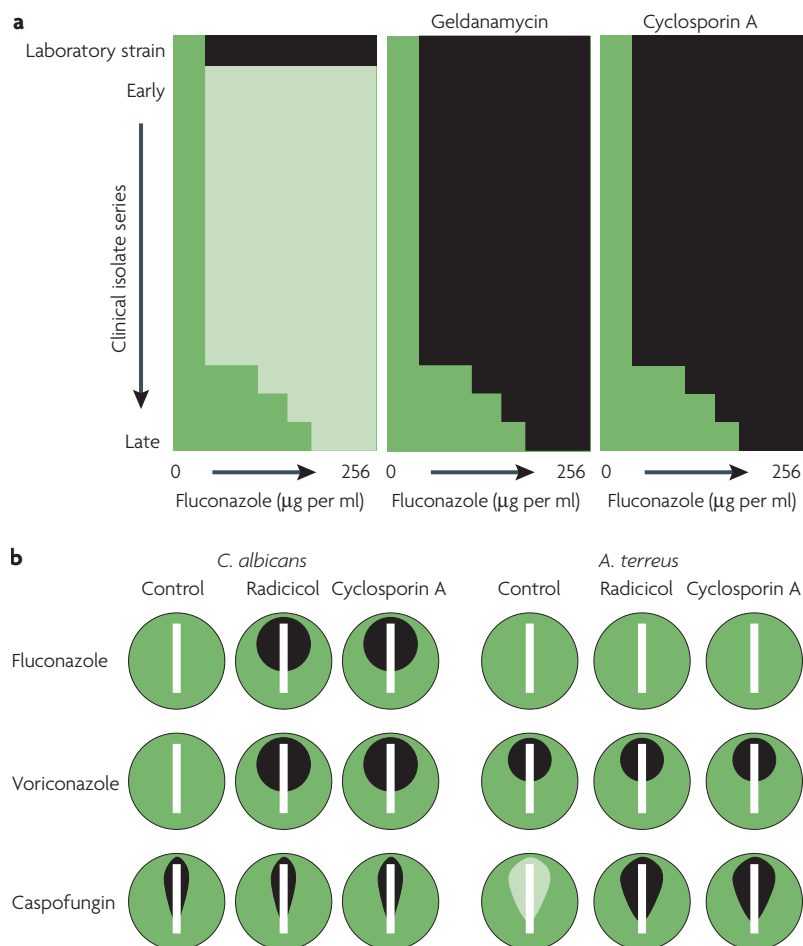 a
Geldanamycin
Cyclosporin A
Laboratory strain
Early
Clinical isolate series
Late
0
256
0
256
0
256
Fluconazole (μg per ml)
Fluconazole (μg per ml)
Fluconazole (μg per ml)
b
C. albicans
A. terreus
Control
Radicicol
Cyclosporin A
Control
Radicicol
Cyclosporin A
Fluconazole
Voriconazole
Caspofungin